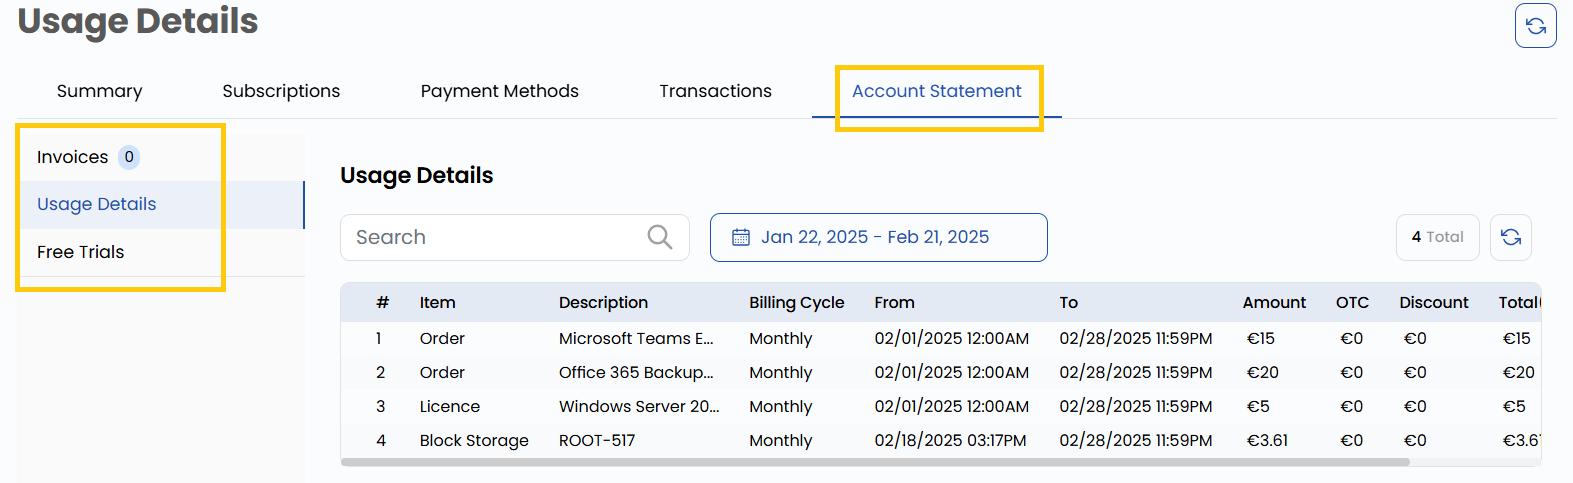 Usage Details
Summary Subscriptions Payment Methods Transactions Account Statement
Invoices 0
Usage Details
Free Trials
Usage Details
Search Jan 22, 2025 - Feb 21, 2025 4 Total
# Item Description Billing Cycle From To Amount OTC Discount Total(
1 Order Microsoft Teams E... Monthly 02/01/2025 12:00AM 02/28/2025 11:59PM €15 €0 €0 €15
2 Order Office 365 Backup... Monthly 02/01/2025 12:00AM 02/28/2025 11:59PM €20 €0 €0 €20
3 Licence Windows Server 20... Monthly 02/01/2025 12:00AM 02/28/2025 11:59PM €5 €0 €0 €5
4 Block Storage ROOT-517 Monthly 02/18/2025 03:17PM 02/28/2025 11:59PM €3.61 €0 €0 €3.61